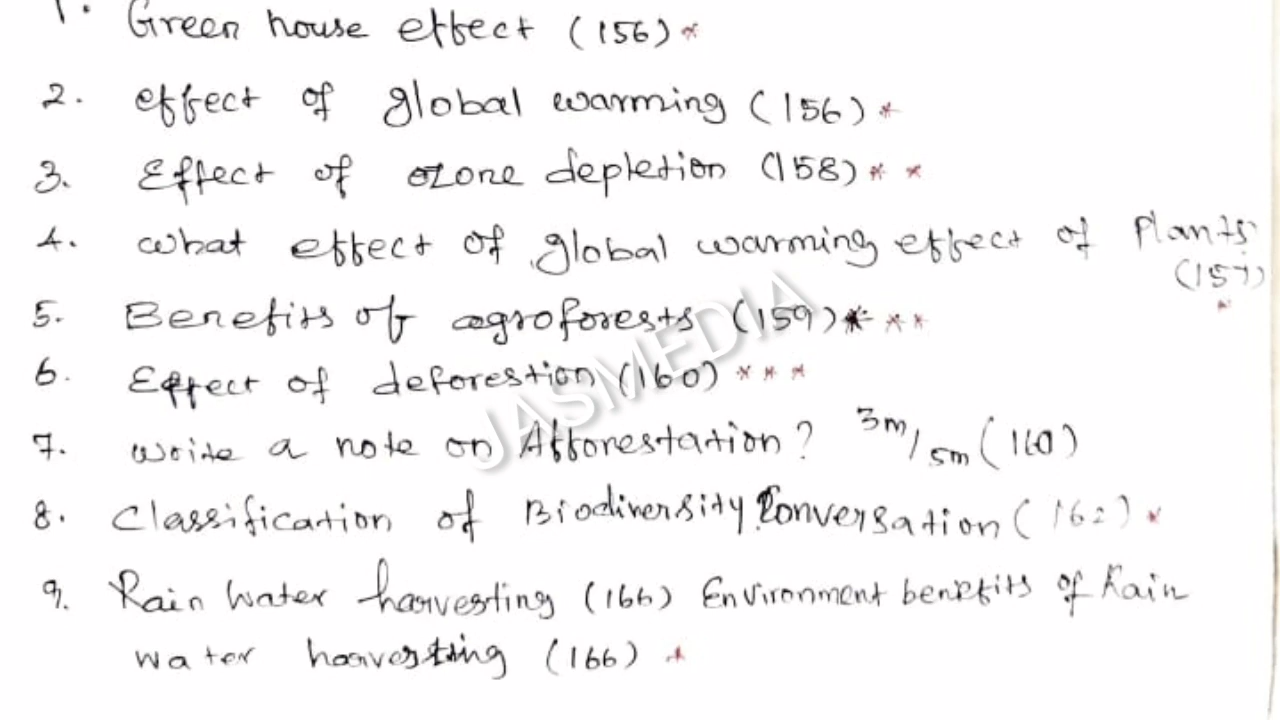 1. Green house effect (156) *
2. effect of global warming (156) *
3. Effect of ozone depletion (158) * *
4. What effect of global warming effect of Plants
(157)
*
5. Benefits of agroforests (159) * * *
6. Effect of deforestion (160) * * *
7. Write a note on Afforestation? 3m/5m (160)
8. Classification of Biodiversity Conversation (162) *
9. Rain Water harvesting (166) Environment benefits of Rain
water harvesting (166) *
JASMEDIA